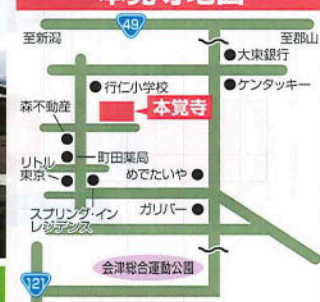 本覚寺地図
49
至新潟
至郡山
大東銀行
行仁小学校
ケンタッキー
森不動産
本覚寺
リトル
東京
町田薬局
めでたいや
スプリング・イン
レジデンス
ガリバー
会津総合運動公園
121